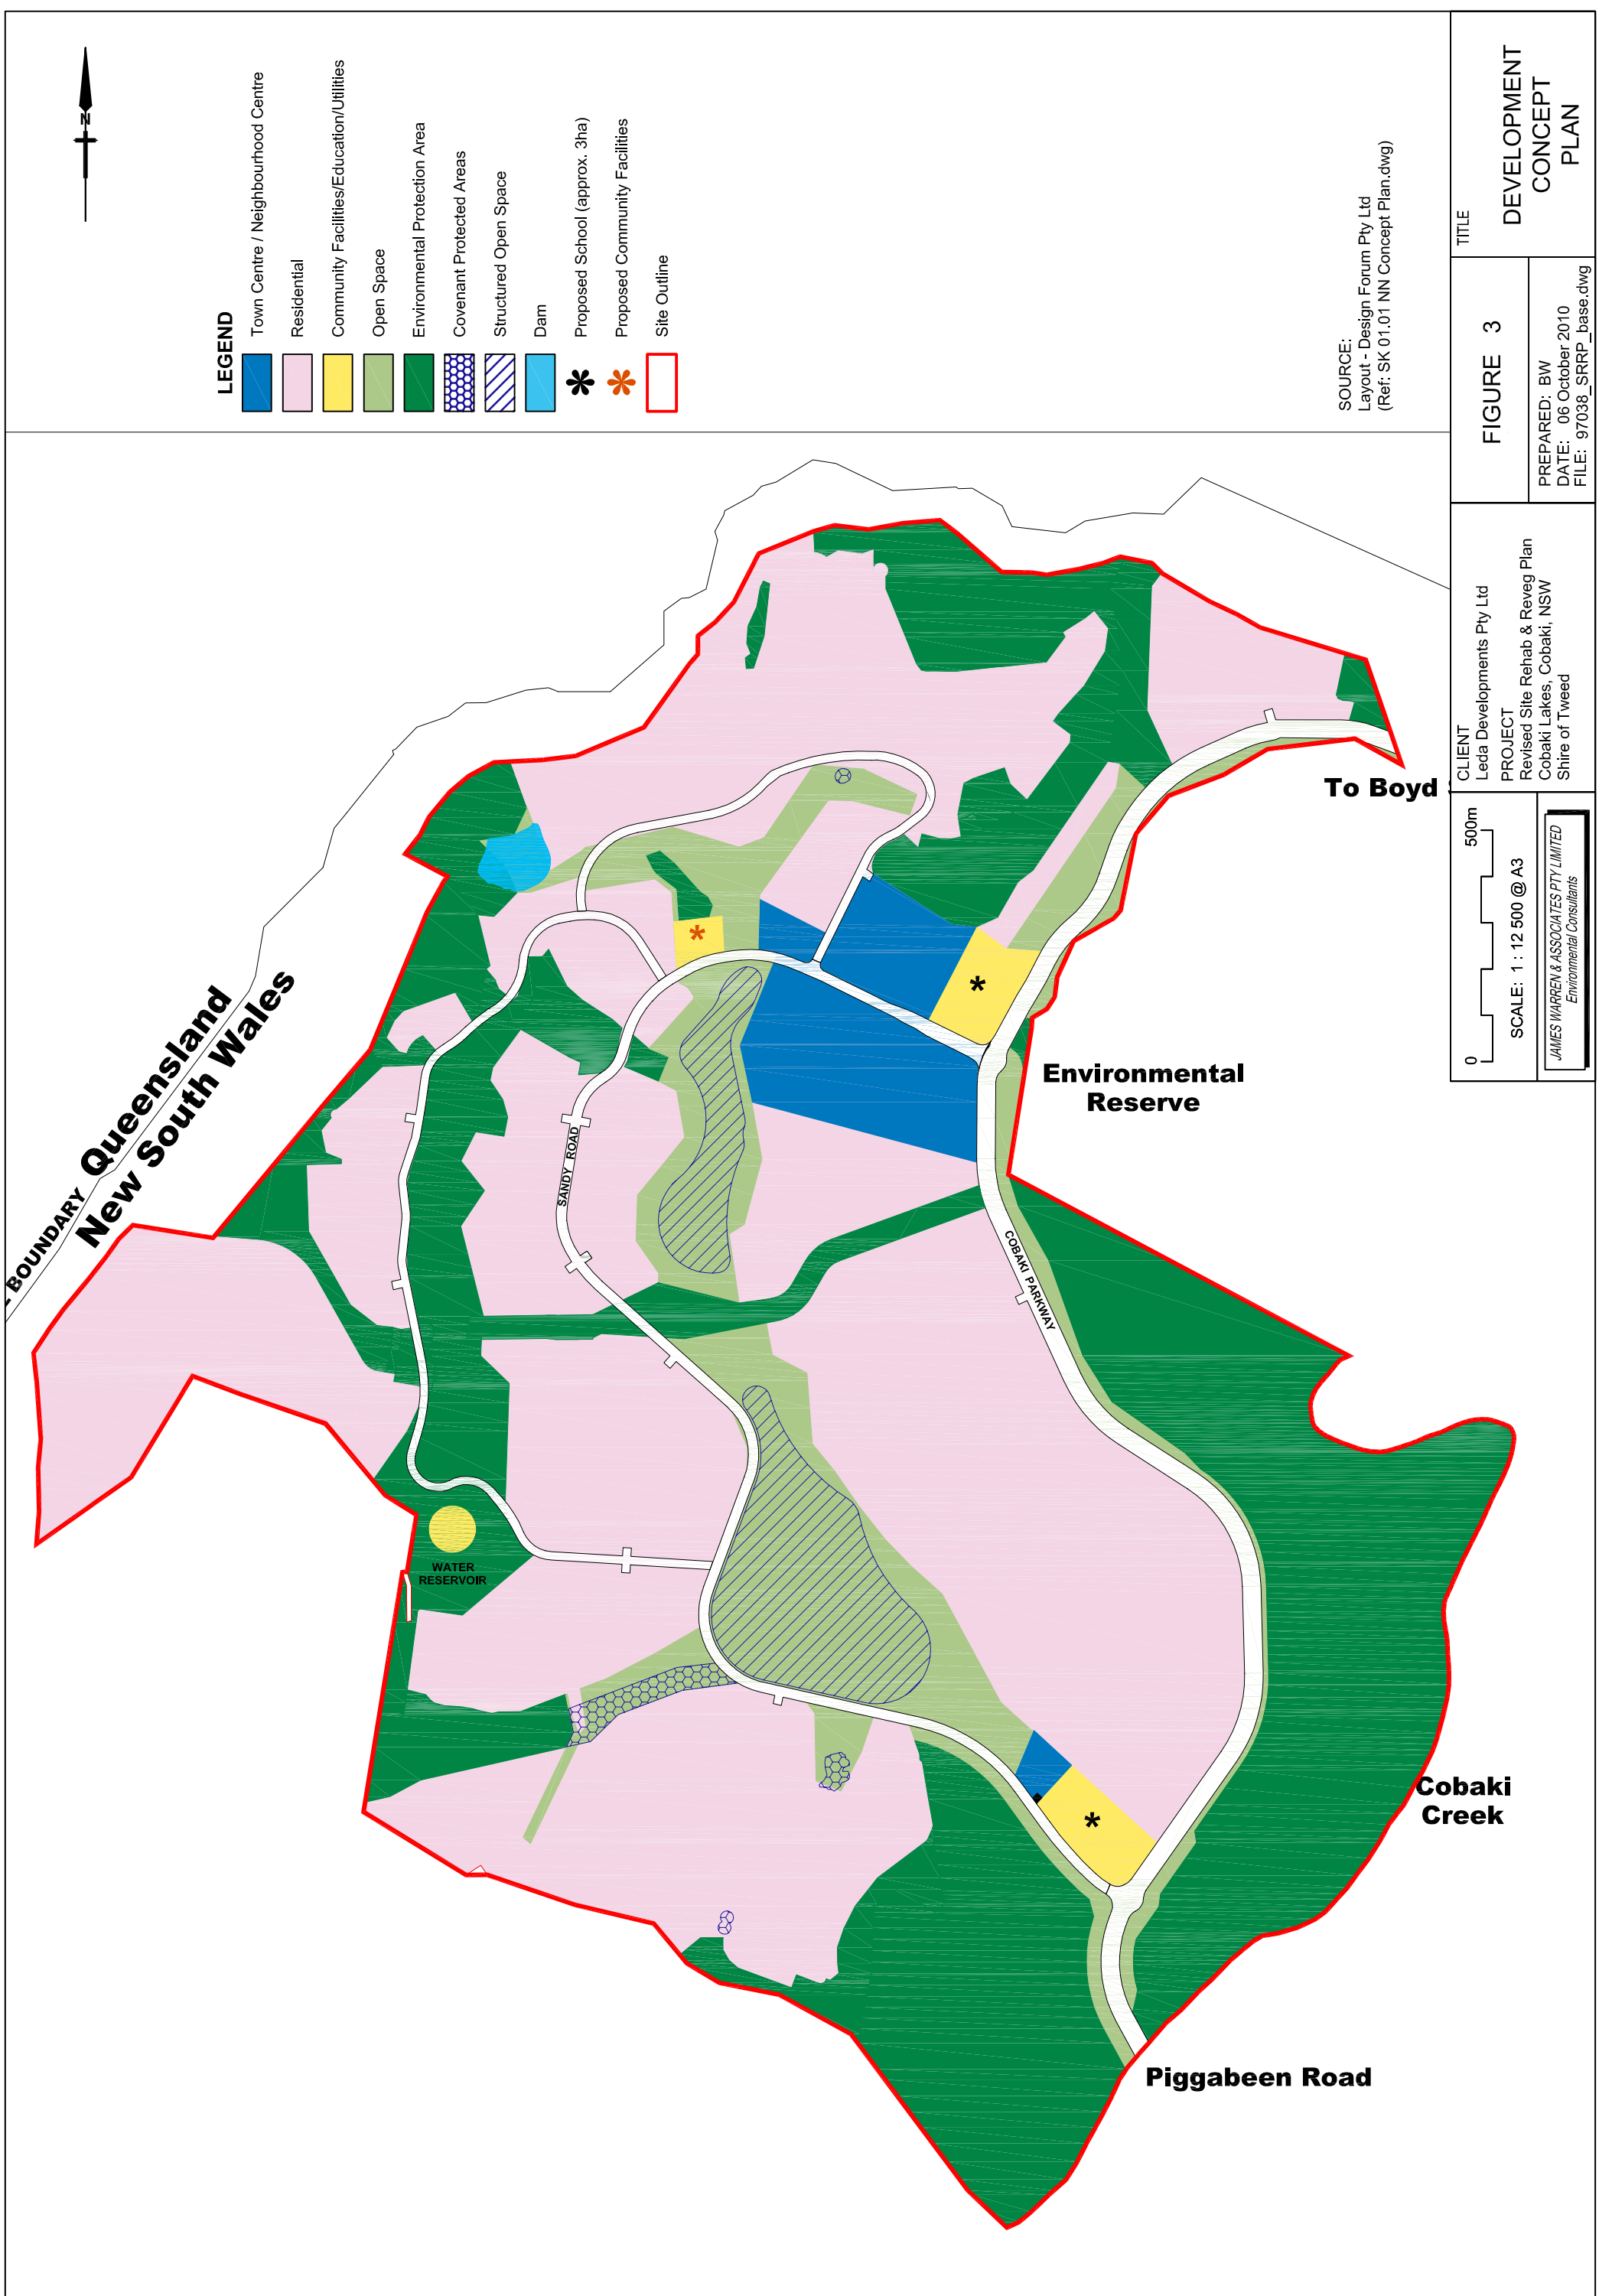 N
LEGEND
Town Centre / Neighbourhood Centre
Residential
Community Facilities/Education/Utilities
Open Space
Environmental Protection Area
Covenant Protected Areas
Structured Open Space
Dam
Proposed School (approx. 3ha)
Proposed Community Facilities
Site Outline
SOURCE:
Layout - Design Forum Pty Ltd
(Ref: SK 01.01 NN Concept Plan.dwg)
BOUNDARY
Queensland
New South Wales
SANDY ROAD
COBAKI PARKWAY
WATER
RESERVOIR
*
*
*
To Boyd
Environmental
Reserve
Cobaki
Creek
Piggabeen Road
TITLE
DEVELOPMENT
CONCEPT
PLAN
FIGURE 3
PREPARED: BW
DATE: 06 October 2010
FILE: 97038_SRRP_base.dwg
CLIENT
Leda Developments Pty Ltd
PROJECT
Revised Site Rehab & Reveg Plan
Cobaki Lakes, Cobaki, NSW
Shire of Tweed
0 500m
SCALE: 1 : 12 500 @ A3
JAMES WARREN & ASSOCIATES PTY LIMITED
Environmental Consultants